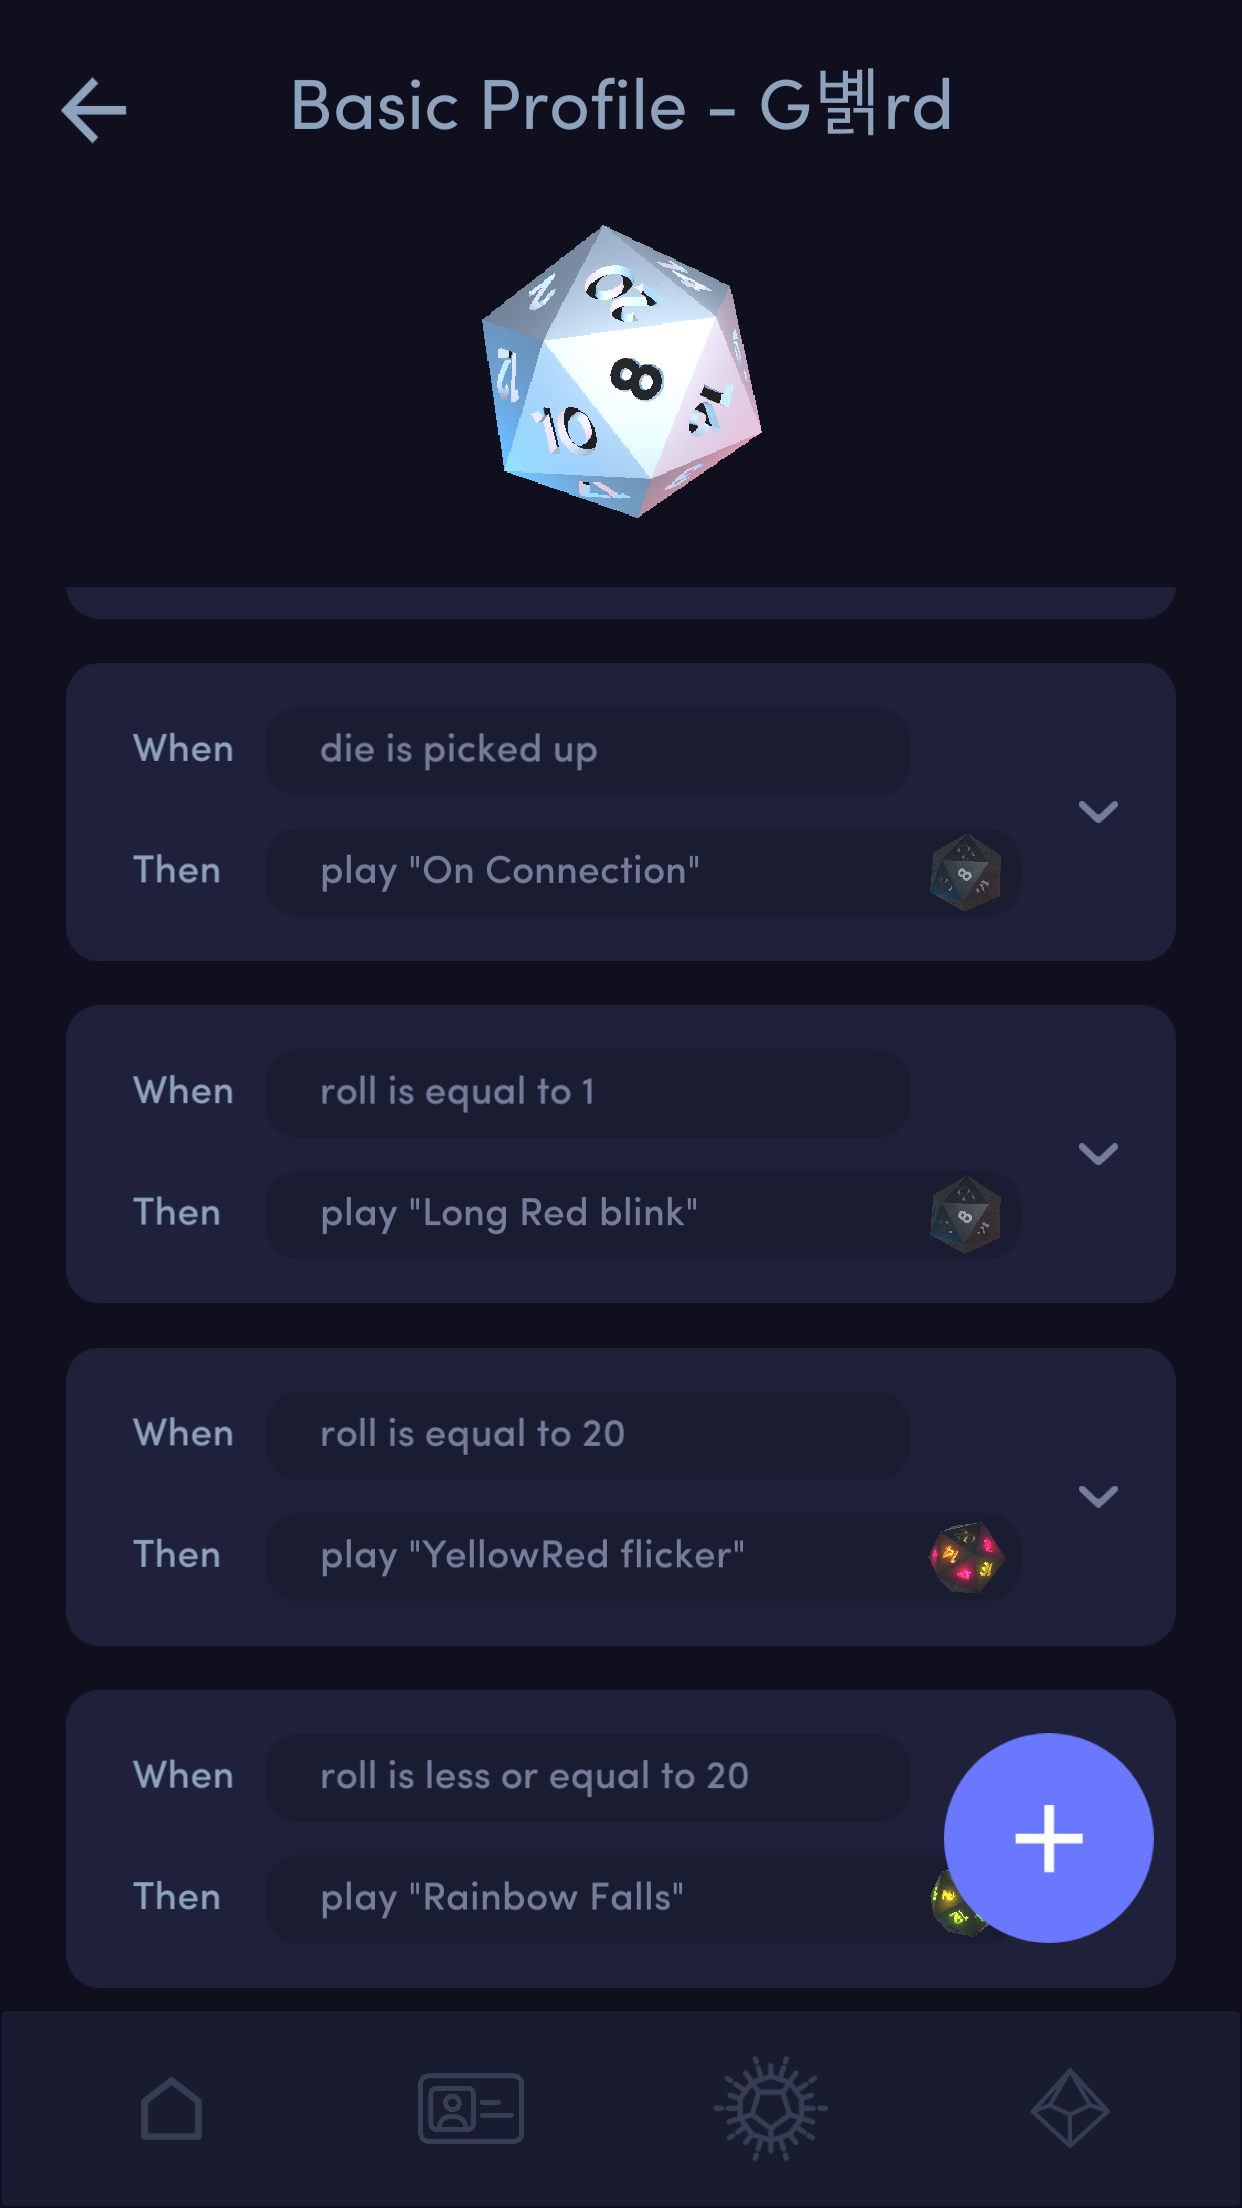 Basic Profile - G볡rd
8
10
When die is picked up
Then play "On Connection"
When roll is equal to 1
Then play "Long Red blink"
When roll is equal to 20
Then play "YellowRed flicker"
When roll is less or equal to 20
Then play "Rainbow Falls"